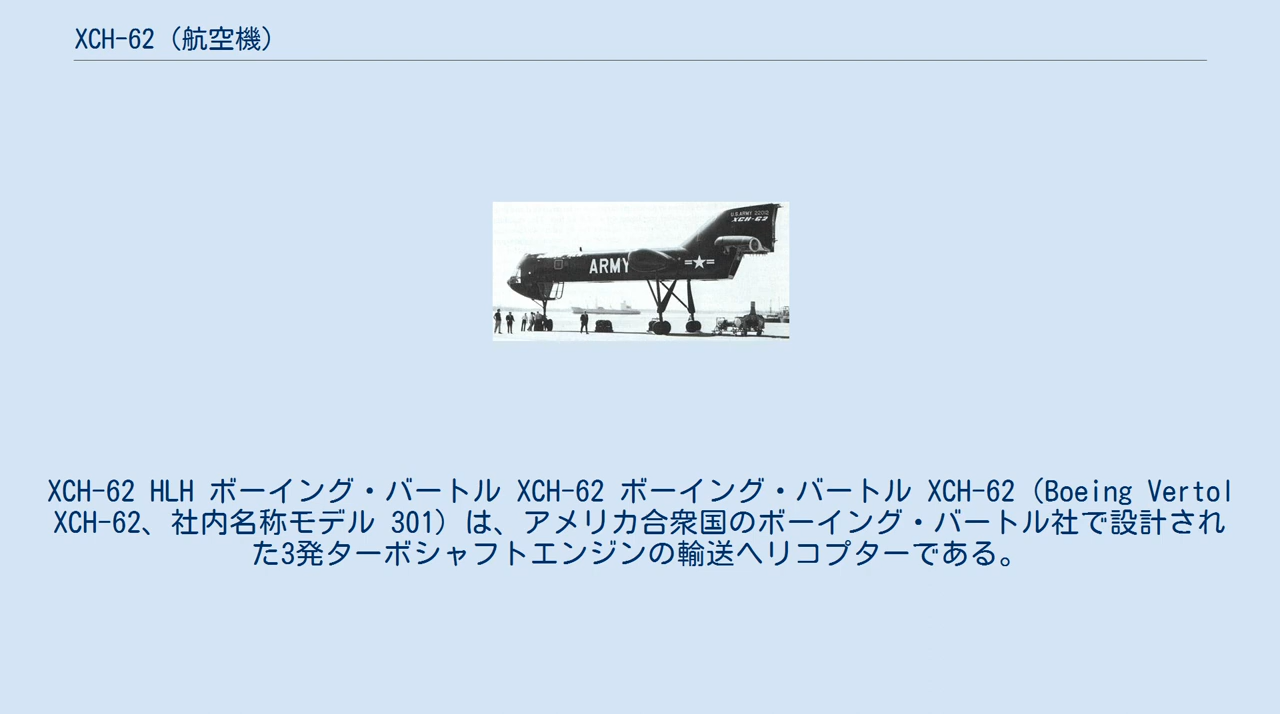 XCH-62（航空機）
U.S.ARMY
XCH-62
ARMY
XCH-62 HLH ボーイング・バートル XCH-62 ボーイング・バートル XCH-62（Boeing Vertol
XCH-62、社内名称モデル 301）は、アメリカ合衆国のボーイング・バートル社で設計され
た3発ターボシャフトエンジンの輸送ヘリコプターである。